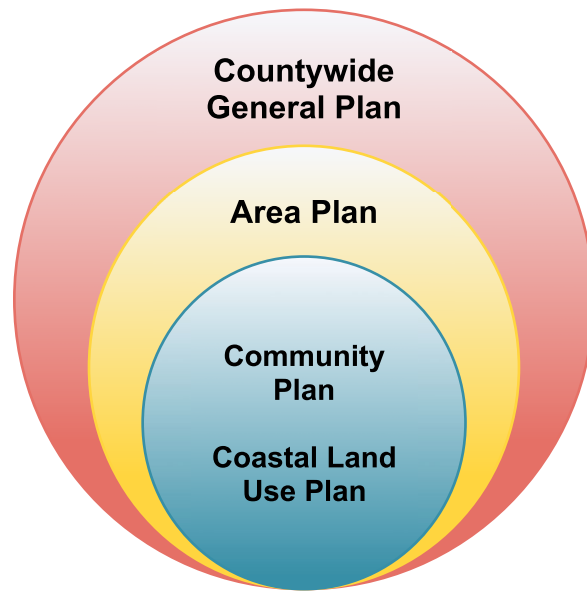 Countywide
General Plan
Area Plan
Community
Plan
Coastal Land
Use Plan